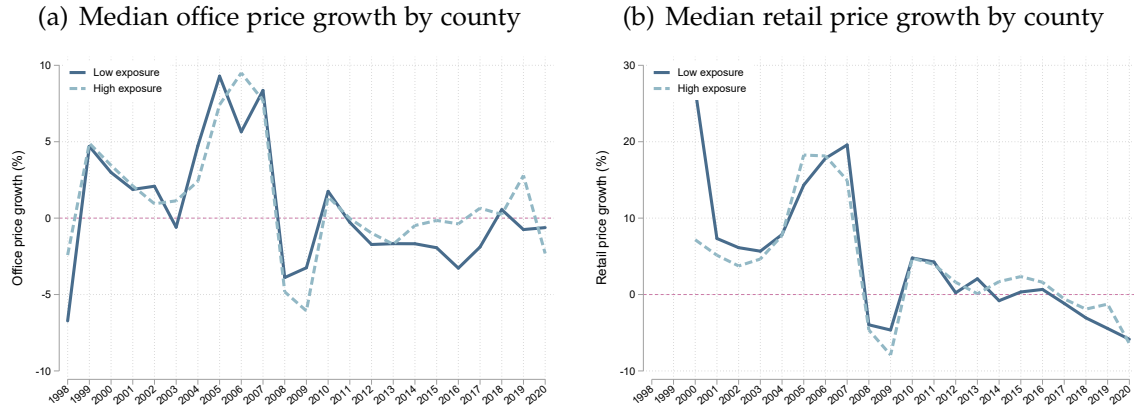 (a) Median office price growth by county
10
5
0
-5
-10
Office price growth (%)
Low exposure
High exposure
1998 1999 2000 2001 2002 2003 2004 2005 2006 2007 2008 2009 2010 2011 2012 2013 2014 2015 2016 2017 2018 2019 2020
(b) Median retail price growth by county
30
20
10
0
-10
Retail price growth (%)
Low exposure
High exposure
1998 1999 2000 2001 2002 2003 2004 2005 2006 2007 2008 2009 2010 2011 2012 2013 2014 2015 2016 2017 2018 2019 2020